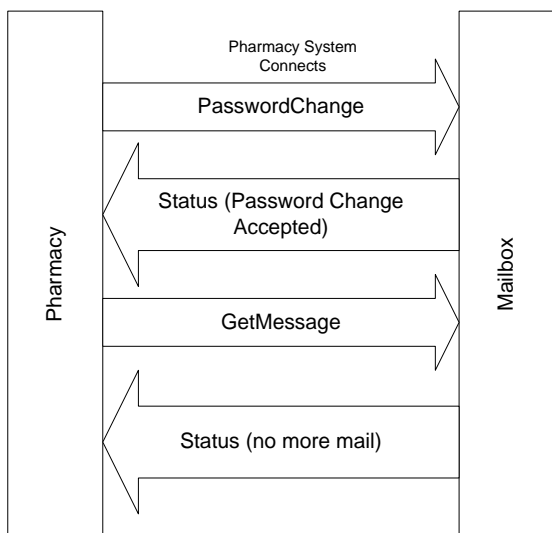 Pharmacy System
Connects
PasswordChange
Status (Password Change
Accepted)
GetMessage
Status (no more mail)
Pharmacy
Mailbox